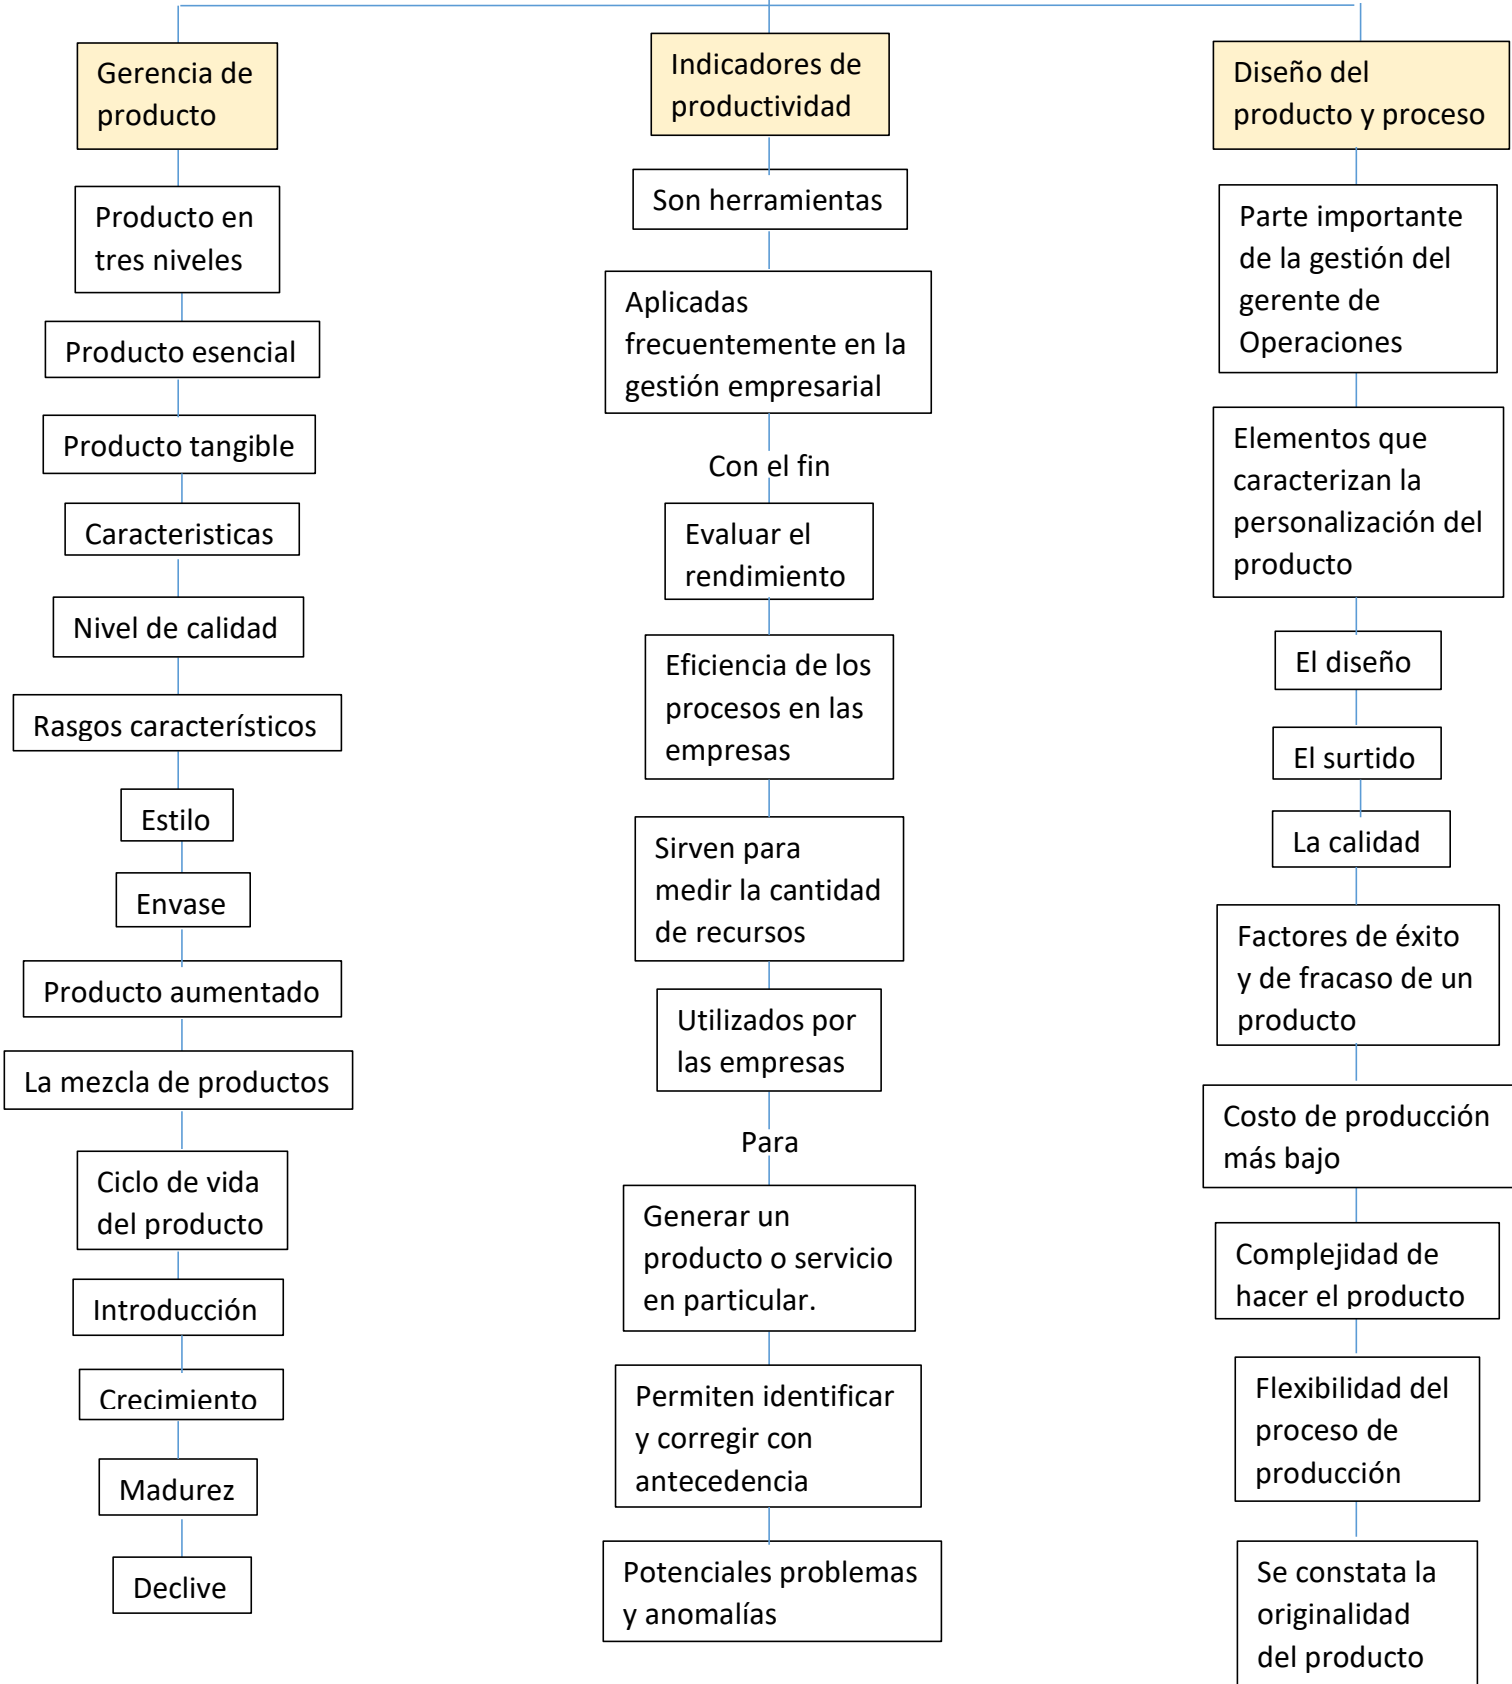 Gerencia de
producto
Producto en
tres niveles
Producto esencial
Producto tangible
Caracteristicas
Nivel de calidad
Rasgos característicos
Estilo
Envase
Producto aumentado
La mezcla de productos
Ciclo de vida
del producto
Introducción
Crecimiento
Madurez
Declive
Indicadores de
productividad
Son herramientas
Aplicadas
frecuentemente en la
gestión empresarial
Con el fin
Evaluar el
rendimiento
Eficiencia de los
procesos en las
empresas
Sirven para
medir la cantidad
de recursos
Utilizados por
las empresas
Para
Generar un
producto o servicio
en particular.
Permiten identificar
y corregir con
antecedencia
Potenciales problemas
y anomalías
Diseño del
producto y proceso
Parte importante
de la gestión del
gerente de
Operaciones
Elementos que
caracterizan la
personalización del
producto
El diseño
El surtido
La calidad
Factores de éxito
y de fracaso de un
producto
Costo de producción
más bajo
Complejidad de
hacer el producto
Flexibilidad del
proceso de
producción
Se constata la
originalidad
del producto